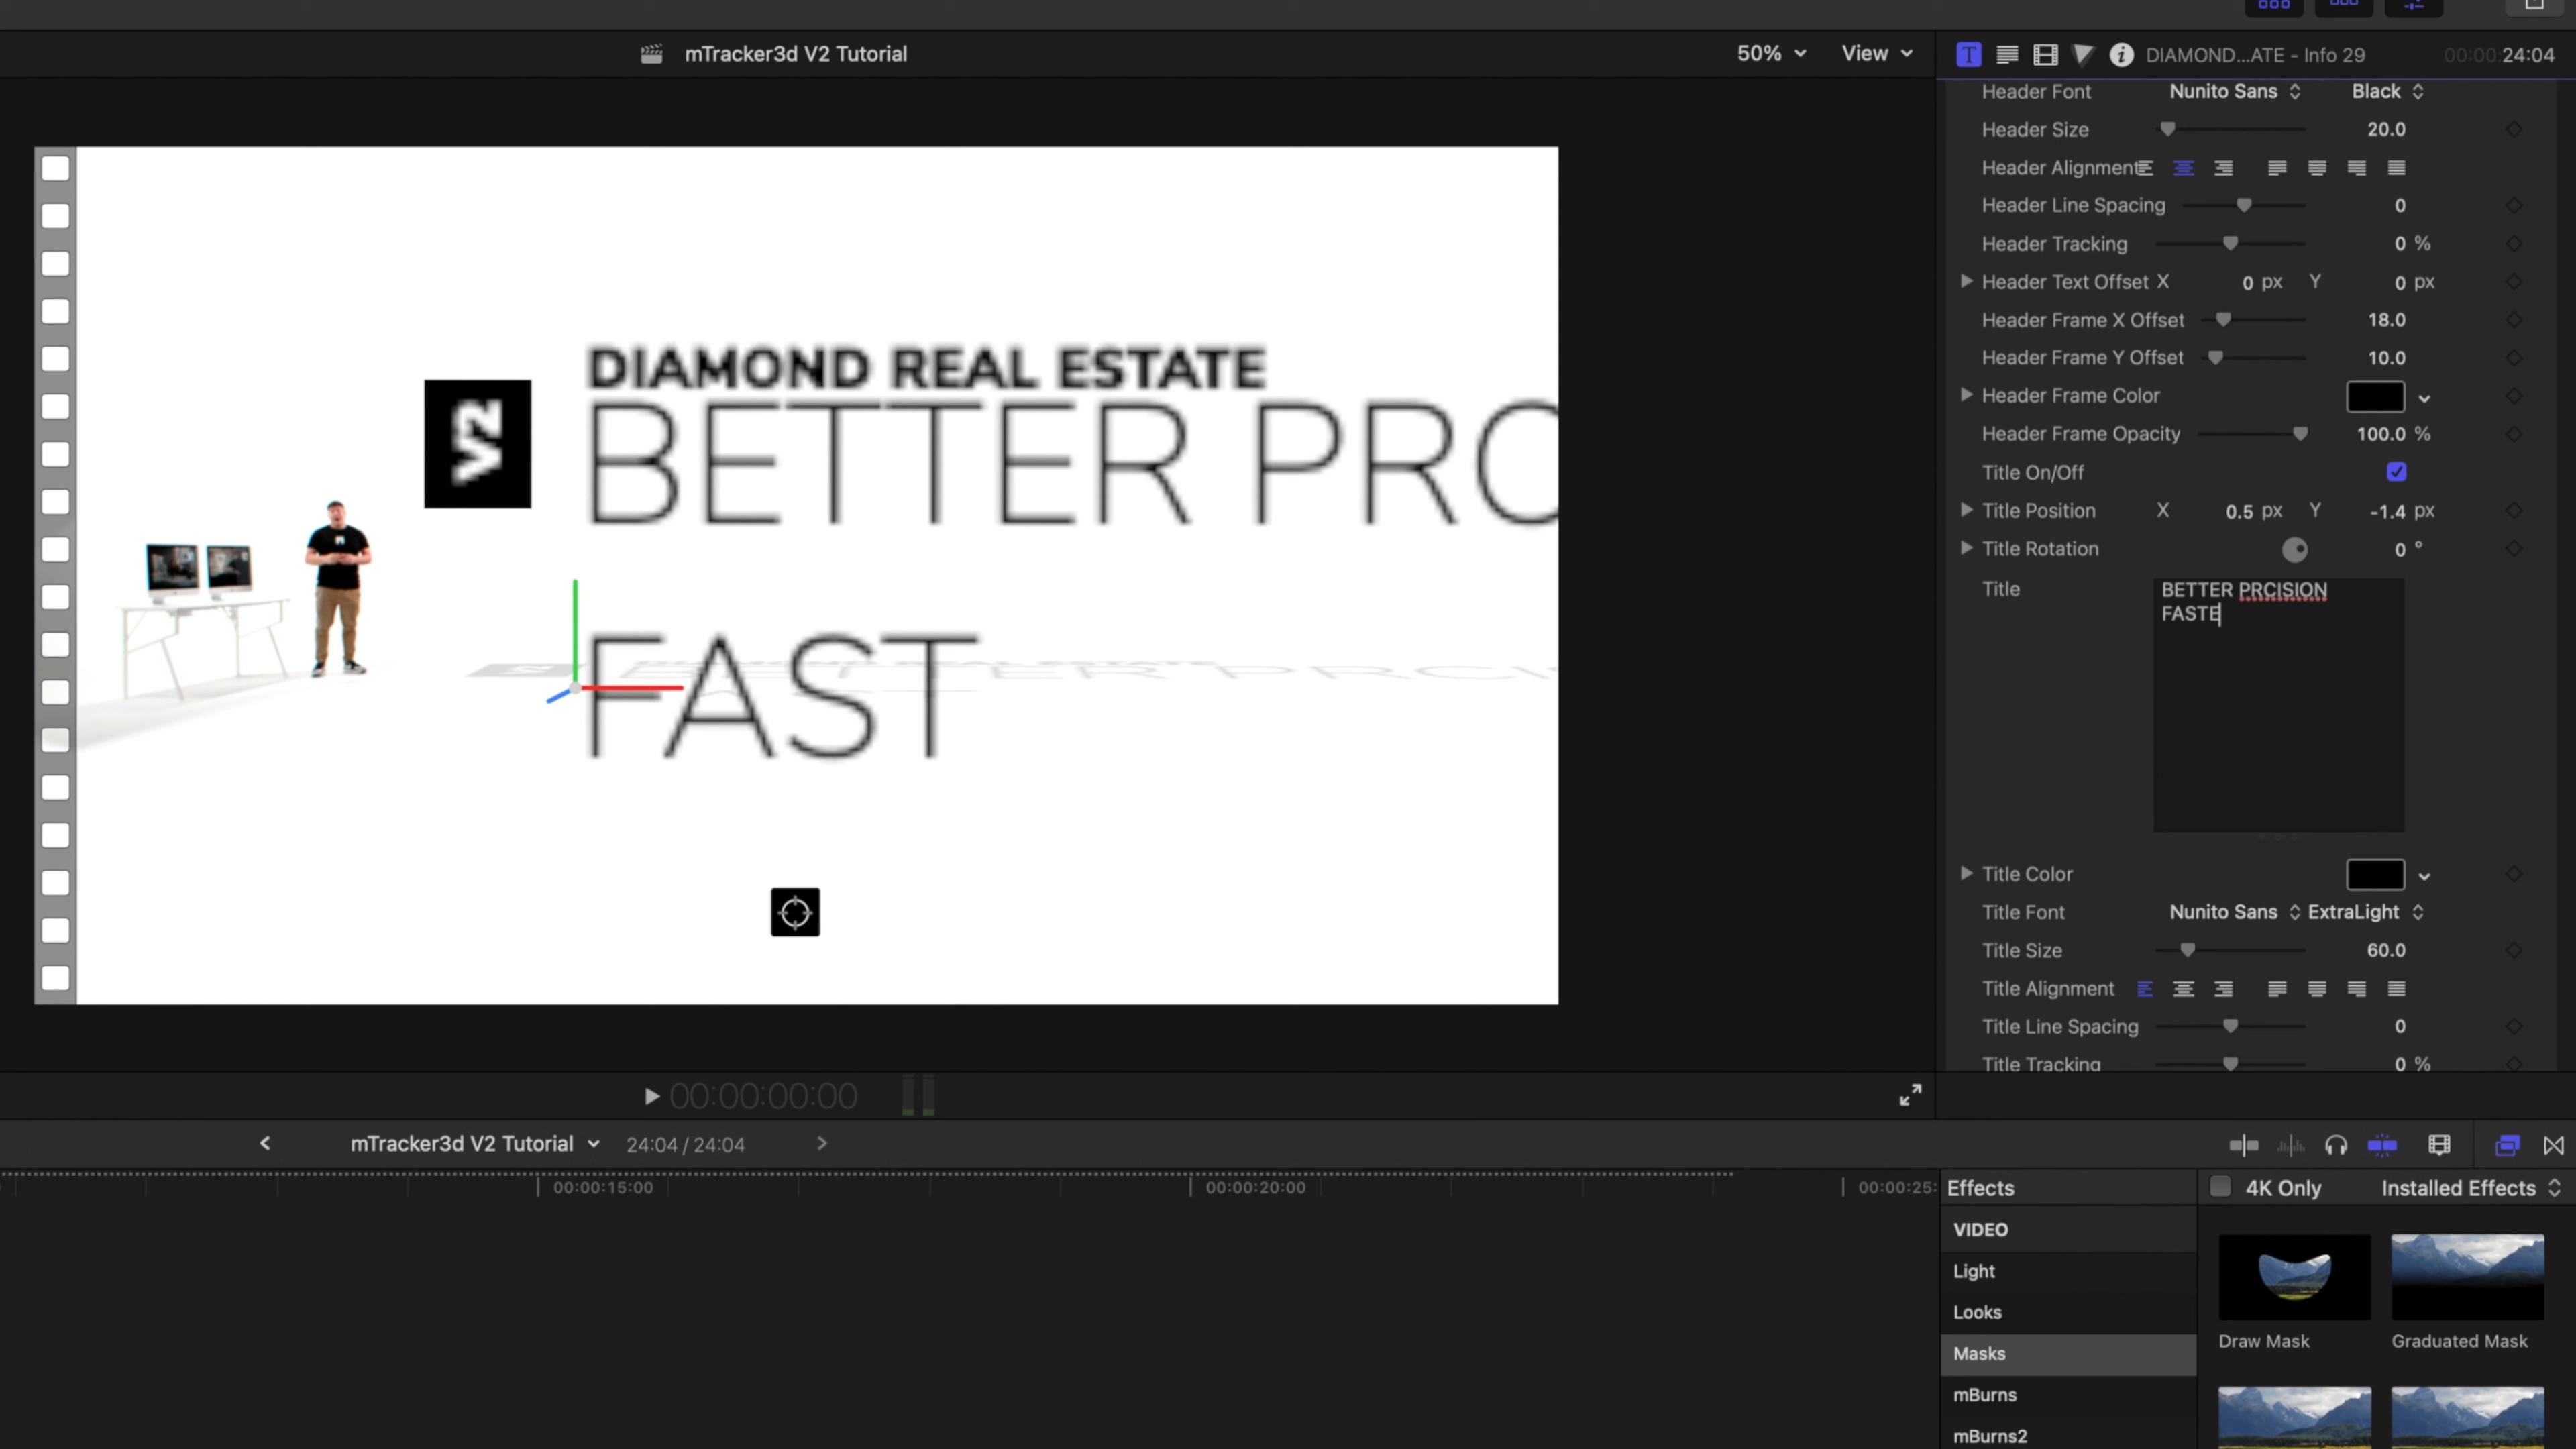 mTracker3d V2 Tutorial
50%
View
T
DIAMOND...ATE - Info 29
00:00:24:04
Header Font Nunito Sans Black
Header Size 20.0
Header Alignment
Header Line Spacing 0
Header Tracking 0 %
Header Text Offset X 0 px Y 0 px
Header Frame X Offset 18.0
Header Frame Y Offset 10.0
Header Frame Color
Header Frame Opacity 100.0 %
Title On/Off
Title Position X 0.5 px Y -1.4 px
Title Rotation 0 °
Title BETTER PRCISION
FASTE
Title Color
Title Font Nunito Sans ExtraLight
Title Size 60.0
Title Alignment
Title Line Spacing 0
Title Tracking 0 %
DIAMOND REAL ESTATE
V2
BETTER PRC
FAST
00:00:00:00
mTracker3d V2 Tutorial
24:04 / 24:04
00:00:15:00
00:00:20:00
00:00:25:
Effects
4K Only
Installed Effects
VIDEO
Light
Looks
Masks
mBurns
mBurns2
Draw Mask
Graduated Mask